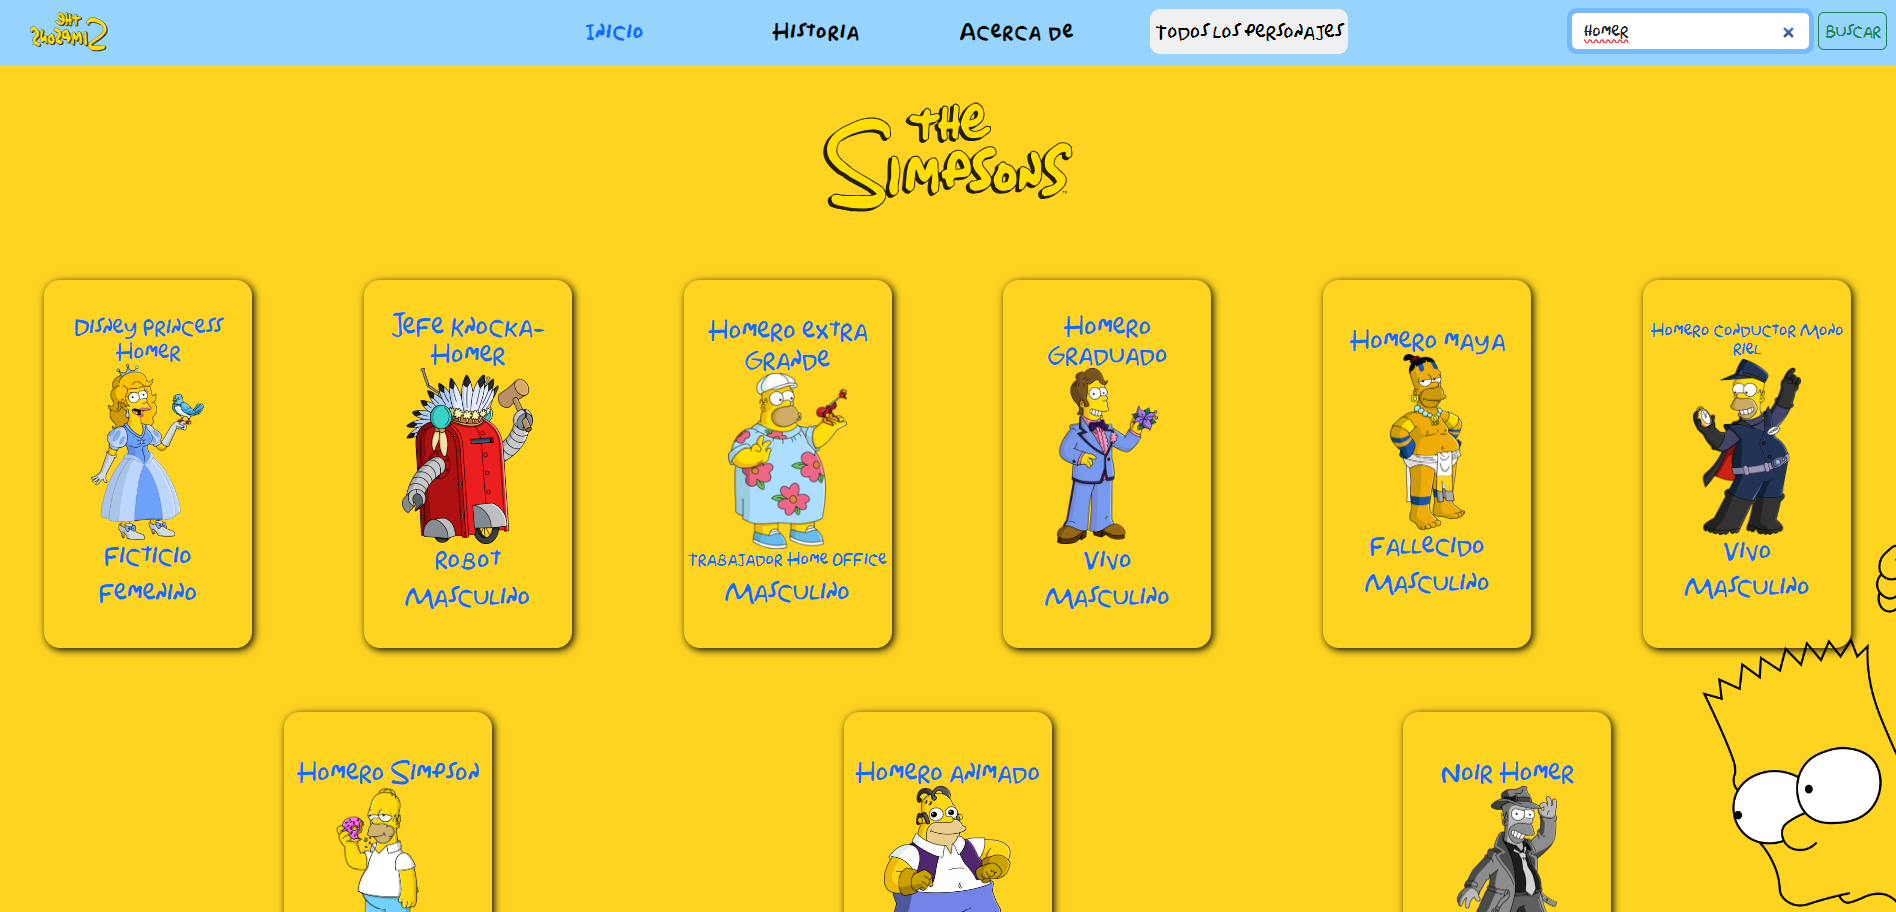 THE
SIMPSONS
Inicio
Historia
Acerca de
Todos los personajes
Homer
Buscar
THE
SIMPSONS
TM
Disney Princess
Homer
Jefe Knocka-
Homer
Homero extra
grande
Homero
graduado
Homero maya
Homero conductor mono
riel
Ficticio
Femenino
Robot
Masculino
Trabajador Home Office
Masculino
Vivo
Masculino
Fallecido
Masculino
Vivo
Masculino
Homero Simpson
Homero animado
Noir Homer